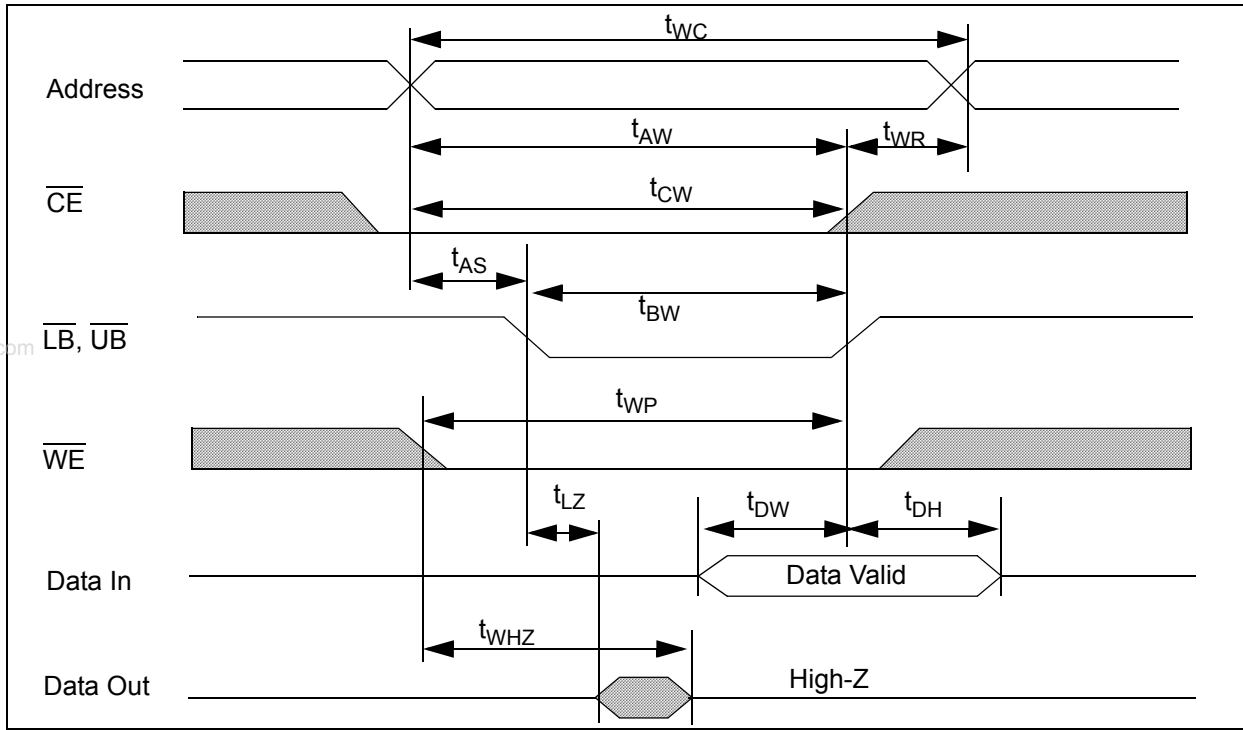 tWC
Address
tAW
tWR
CE
tCW
tAS
tBW
com
LB, UB
tWP
WE
tLZ
tDW
tDH
Data In
Data Valid
tWHZ
Data Out
High-Z